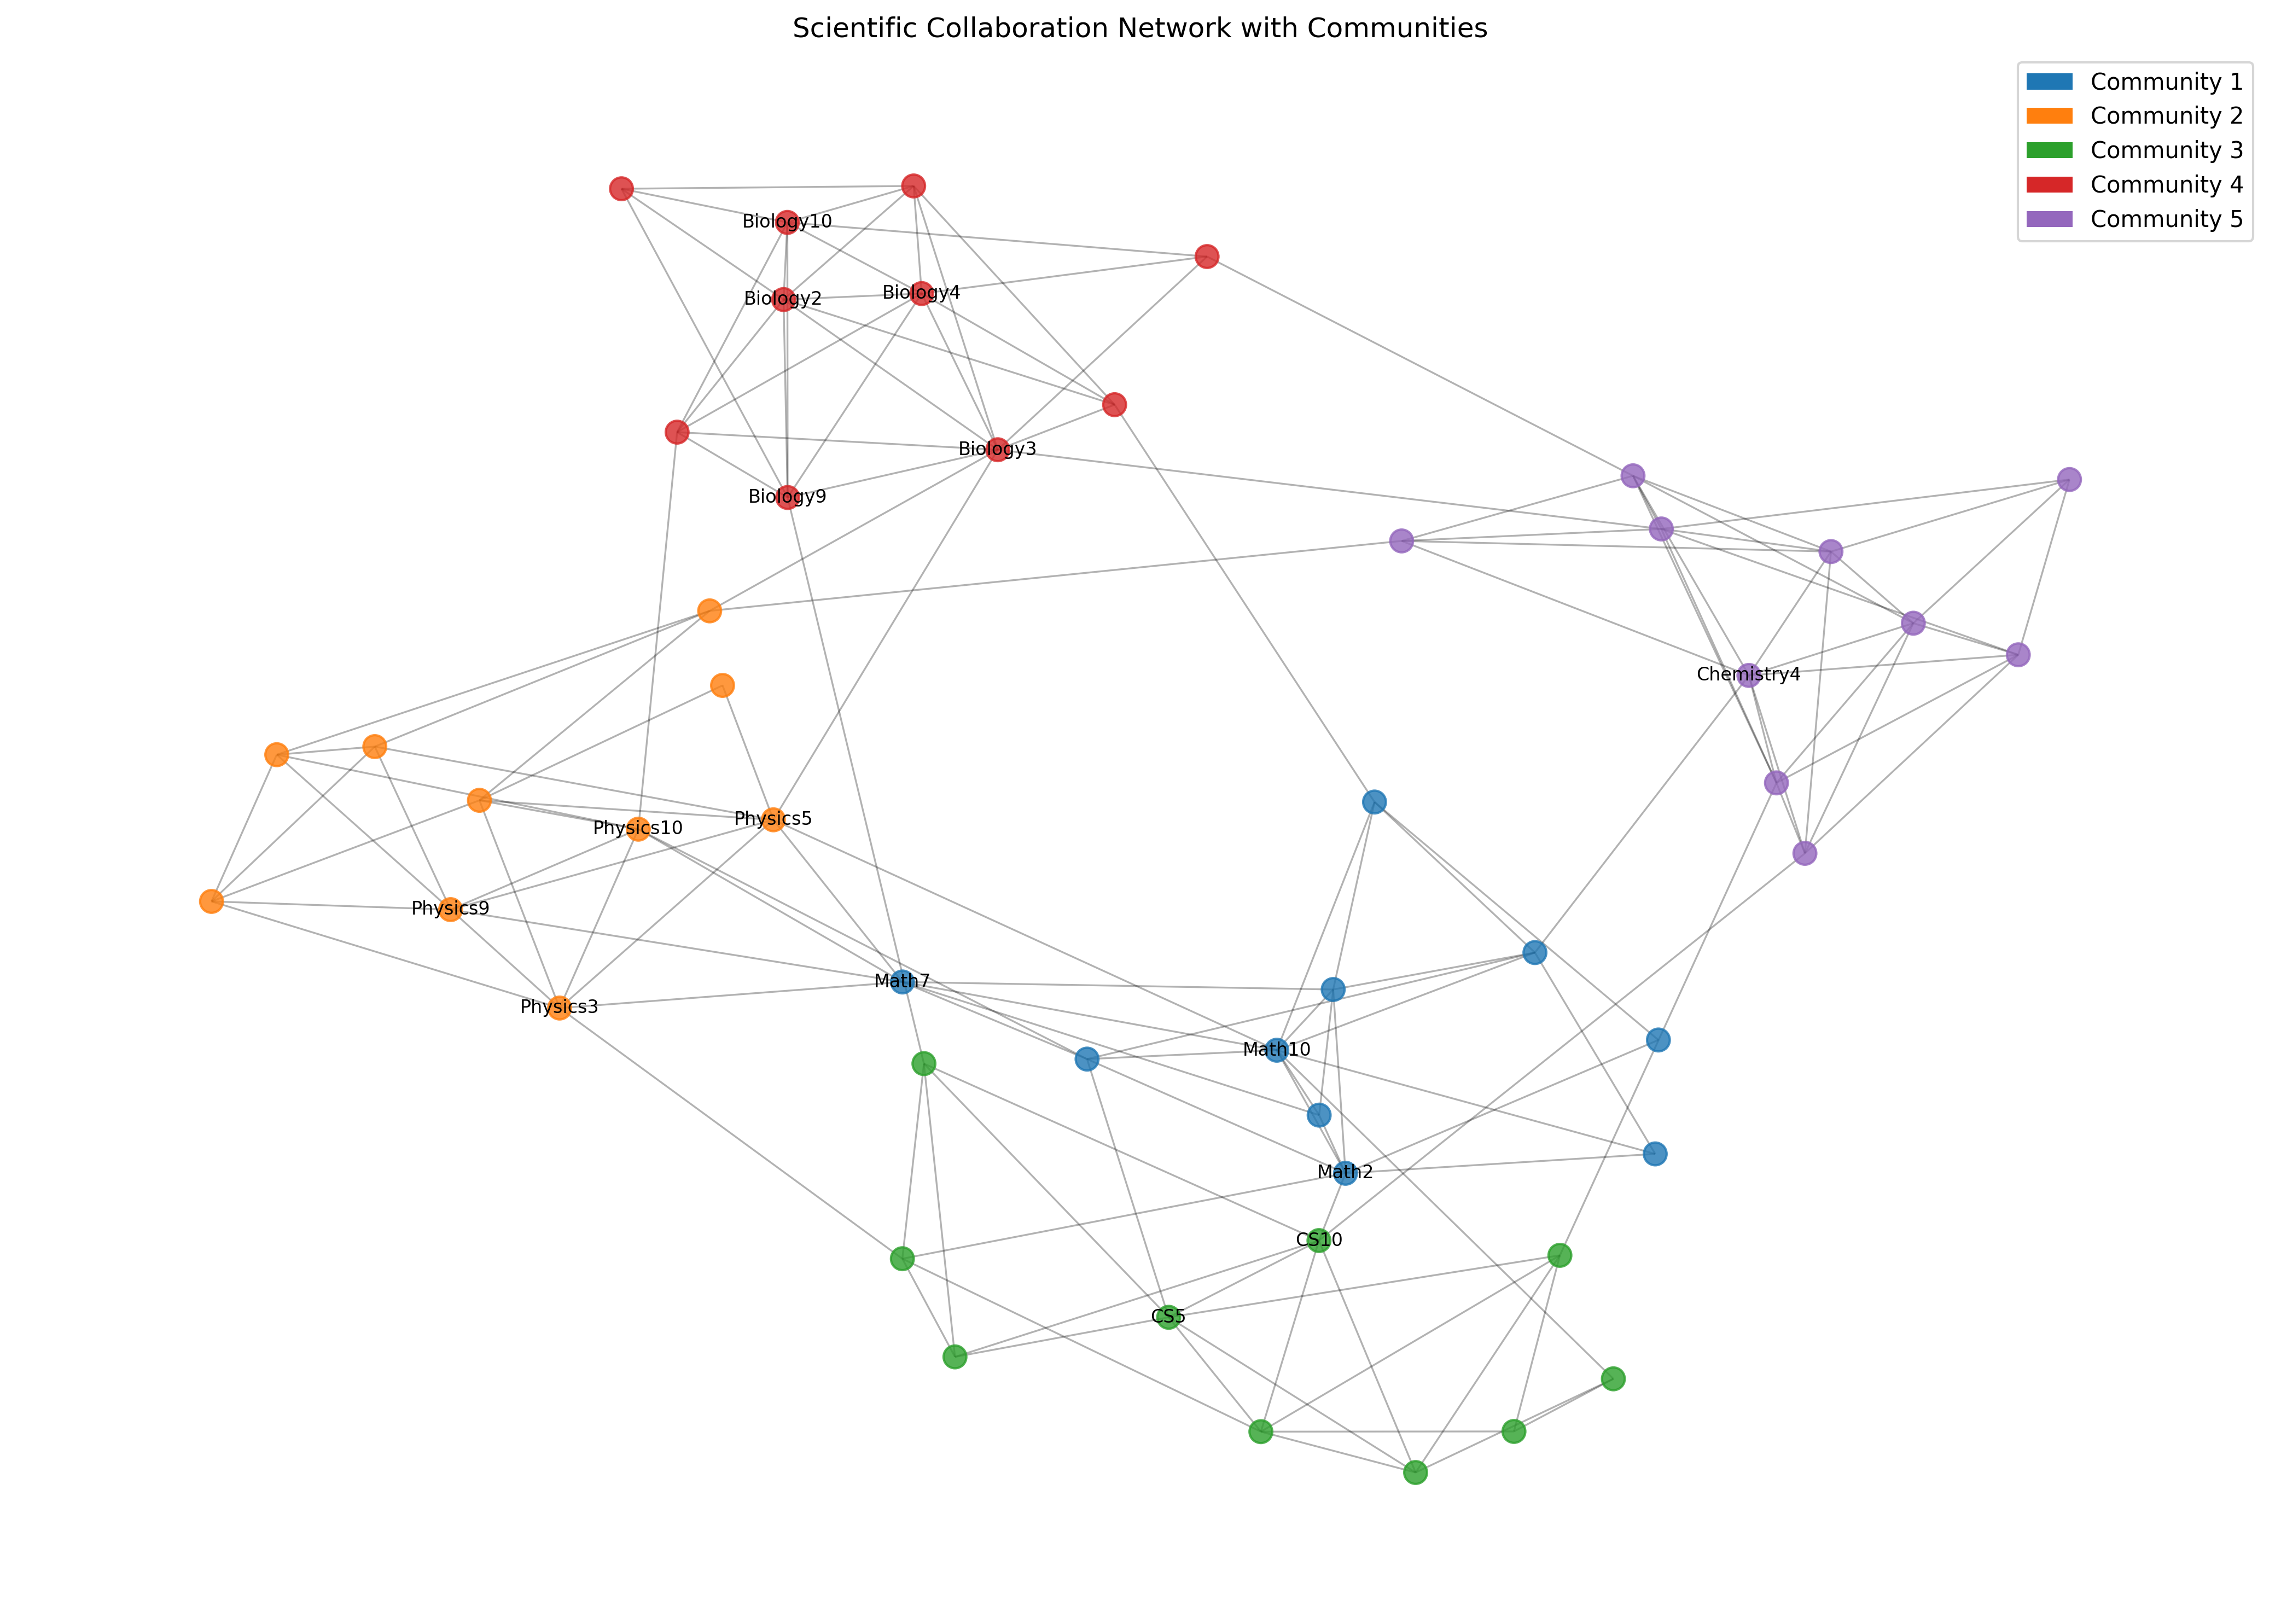 Scientific Collaboration Network with Communities
Community 1
Community 2
Community 3
Community 4
Community 5
Biology10
Biology2
Biology4
Biology3
Biology9
Chemistry4
Physics5
Physics10
Physics9
Math7
Physics3
Math10
Math2
CS10
CS5